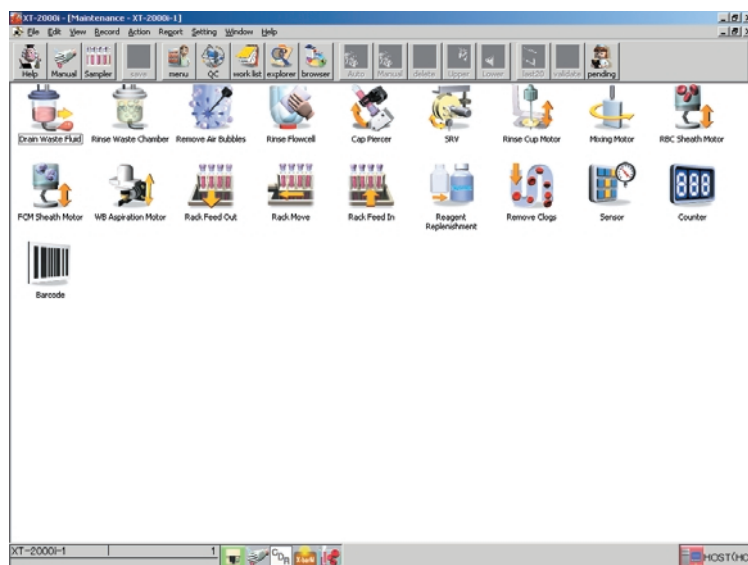 XT-2000i - [Maintenance - XT-2000i-1]
File Edit View Record Action Report Setting Window Help
Help Manual Sampler save menu QC work list explorer browser Auto Manual delete Upper Lower last20 validate pending
Drain Waste Fluid Rinse Waste Chamber Remove Air Bubbles Rinse Flowcell Cap Piercer SRV Rinse Cup Motor Mixing Motor RBC Sheath Motor
FCM Sheath Motor WB Aspiration Motor Rack Feed Out Rack Move Rack Feed In Reagent Replenishment Remove Clogs Sensor Counter
888
Barcode
XT-2000i-1 1 CDR HOST(HC